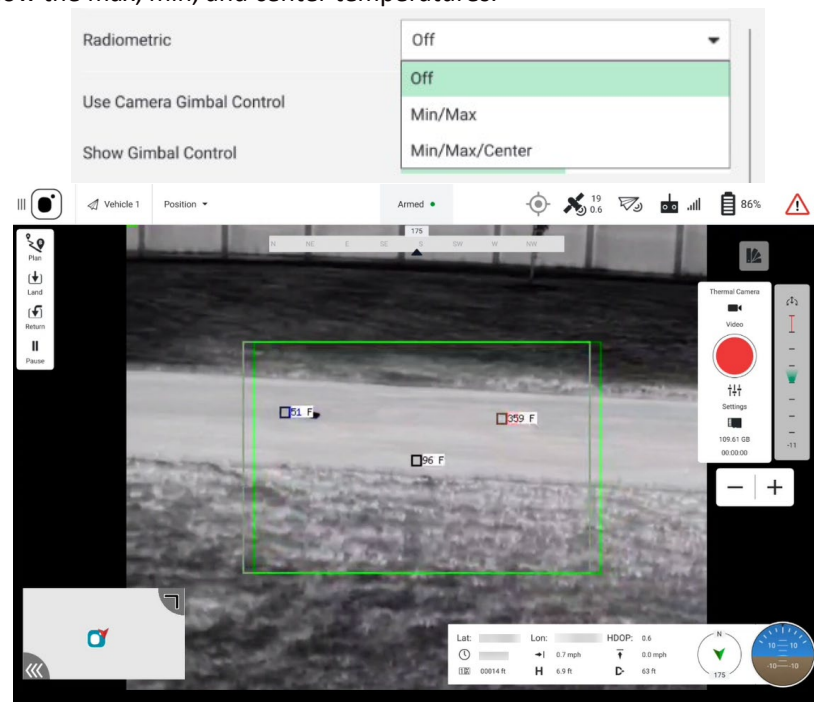 the max, min, and center temperatures.
Radiometric Off
Off
Use Camera Gimbal Control
Min/Max
Show Gimbal Control
Min/Max/Center
Vehicle 1 Position Armed 19 0.6 86%
175
N NE E SE S SW W NW
Plan
Land
Return
Pause
Thermal Camera
Video
Settings
109.61 GB
00:00:00
-11
51 F
359 F
96 F
Lat: Lon: HDOP: 0.6
0.7 mph 0.0 mph
00014 ft H 6.9 ft D- 63 ft
N
175
10 10
-10 -10